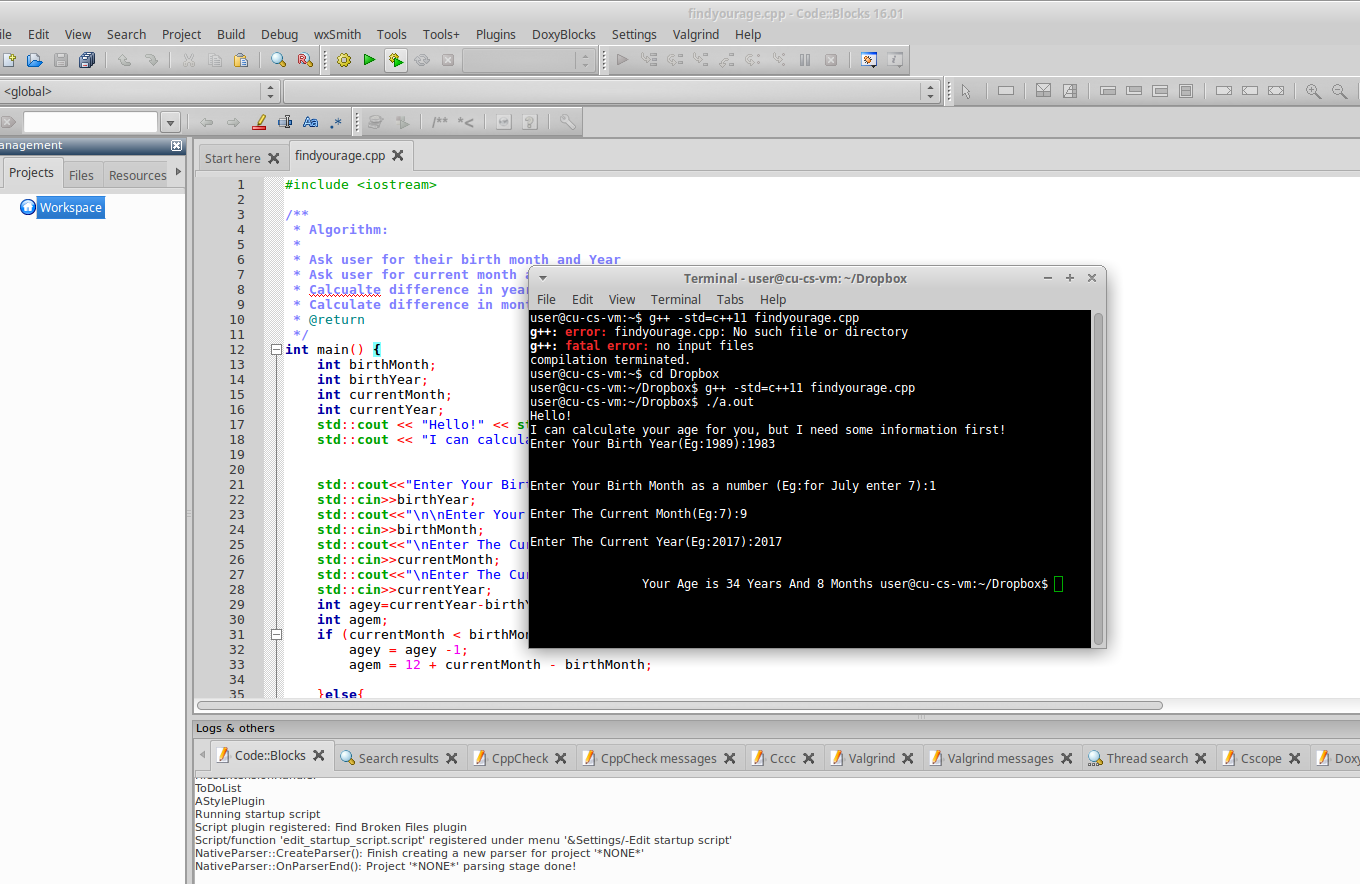 findyourage.cpp - Code::Blocks 16.01
ile Edit View Search Project Build Debug wxSmith Tools Tools+ Plugins DoxyBlocks Settings Valgrind Help
<global>
/** *<
anagement
Projects Files Resources
Workspace
Start here findyourage.cpp
1 #include <iostream>
2
3 /**
4 * Algorithm:
5 *
6 * Ask user for their birth month and Year
7 * Ask user for current month a
8 * Calcualte difference in year
9 * Calculate difference in mont
10 * @return
11 */
12 int main() {
13 int birthMonth;
14 int birthYear;
15 int currentMonth;
16 int currentYear;
17 std::cout << "Hello!" << st
18 std::cout << "I can calcula
19
20
21 std::cout<<"Enter Your Birt
22 std::cin>>birthYear;
23 std::cout<<"\n\nEnter Your
24 std::cin>>birthMonth;
25 std::cout<<"\nEnter The Cur
26 std::cin>>currentMonth;
27 std::cout<<"\nEnter The Cur
28 std::cin>>currentYear;
29 int agey=currentYear-birthY
30 int agem;
31 if (currentMonth < birthMon
32 agey = agey -1;
33 agem = 12 + currentMonth - birthMonth;
34
35 }else{
Terminal - user@cu-cs-vm: ~/Dropbox
File Edit View Terminal Tabs Help
user@cu-cs-vm:~$ g++ -std=c++11 findyourage.cpp
g++: error: findyourage.cpp: No such file or directory
g++: fatal error: no input files
compilation terminated.
user@cu-cs-vm:~$ cd Dropbox
user@cu-cs-vm:~/Dropbox$ g++ -std=c++11 findyourage.cpp
user@cu-cs-vm:~/Dropbox$ ./a.out
Hello!
I can calculate your age for you, but I need some information first!
Enter Your Birth Year(Eg:1989):1983
Enter Your Birth Month as a number (Eg:for July enter 7):1
Enter The Current Month(Eg:7):9
Enter The Current Year(Eg:2017):2017
Your Age is 34 Years And 8 Months user@cu-cs-vm:~/Dropbox$
Logs & others
Code::Blocks Search results CppCheck CppCheck messages Cccc Valgrind Valgrind messages Thread search Cscope Doxy
ToDoList
AStylePlugin
Running startup script
Script plugin registered: Find Broken Files plugin
Script/function 'edit_startup_script.script' registered under menu '&Settings/-Edit startup script'
NativeParser::CreateParser(): Finish creating a new parser for project '*NONE*'
NativeParser::OnParserEnd(): Project '*NONE*' parsing stage done!